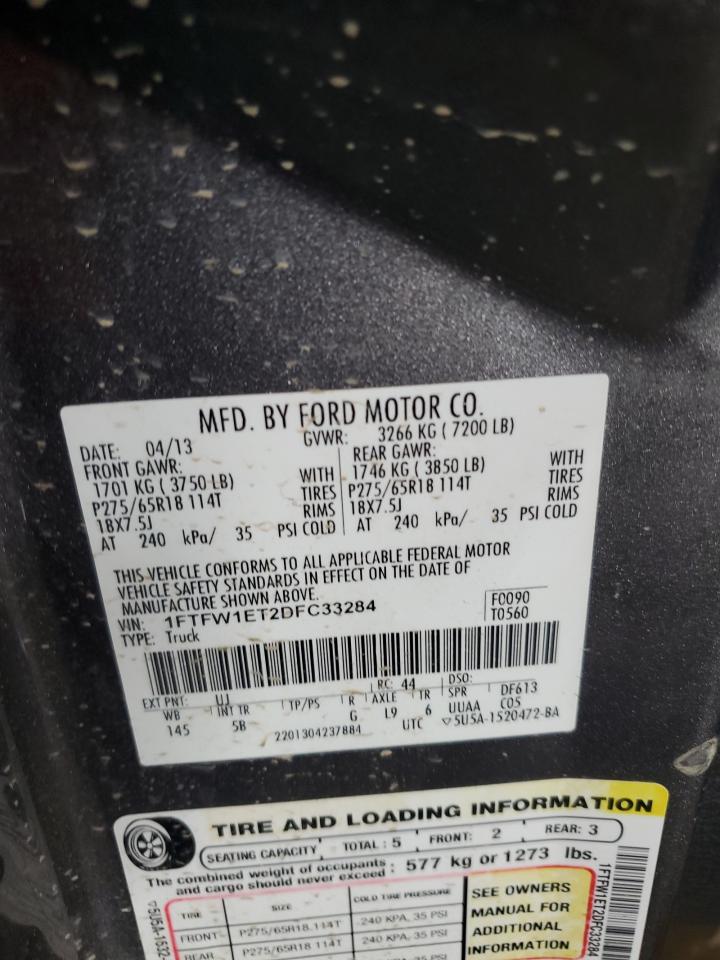 MFD. BY FORD MOTOR CO.
DATE: 04/13 GVWR: 3266 KG ( 7200 LB)
FRONT GAWR: REAR GAWR:
1701 KG ( 3750 LB) WITH 1746 KG ( 3850 LB) WITH
P275/65R18 114T TIRES P275/65R18 114T TIRES
18X7.5J RIMS 18X7.5J RIMS
AT 240 kPa/ 35 PSI COLD AT 240 kPa/ 35 PSI COLD
THIS VEHICLE CONFORMS TO ALL APPLICABLE FEDERAL MOTOR
VEHICLE SAFETY STANDARDS IN EFFECT ON THE DATE OF
MANUFACTURE SHOWN ABOVE.
VIN: 1FTFW1ET2DFC33284 F0090
TYPE: Truck T0560
EXT PNT: UJ RC: 44 DSO:
WB INT TR TP/PS R AXLE TR SPR DF613
145 5B G L9 6 UUAA C05
2201304237884 UTC ▽5U5A-1520472-BA
TIRE AND LOADING INFORMATION
SEATING CAPACITY TOTAL : 5 FRONT: 2 REAR: 3
The combined weight of occupants and cargo should never exceed : 577 kg or 1273 lbs.
TIRE SIZE COLD TIRE PRESSURE
FRONT P275/65R18 114T 240 KPA, 35 PSI
REAR P275/65R18 114T 240 KPA, 35 PSI
35 PSI
SEE OWNERS
MANUAL FOR
ADDITIONAL
INFORMATION
1FTFW1ET2DFC33284
▽5U5A-1532